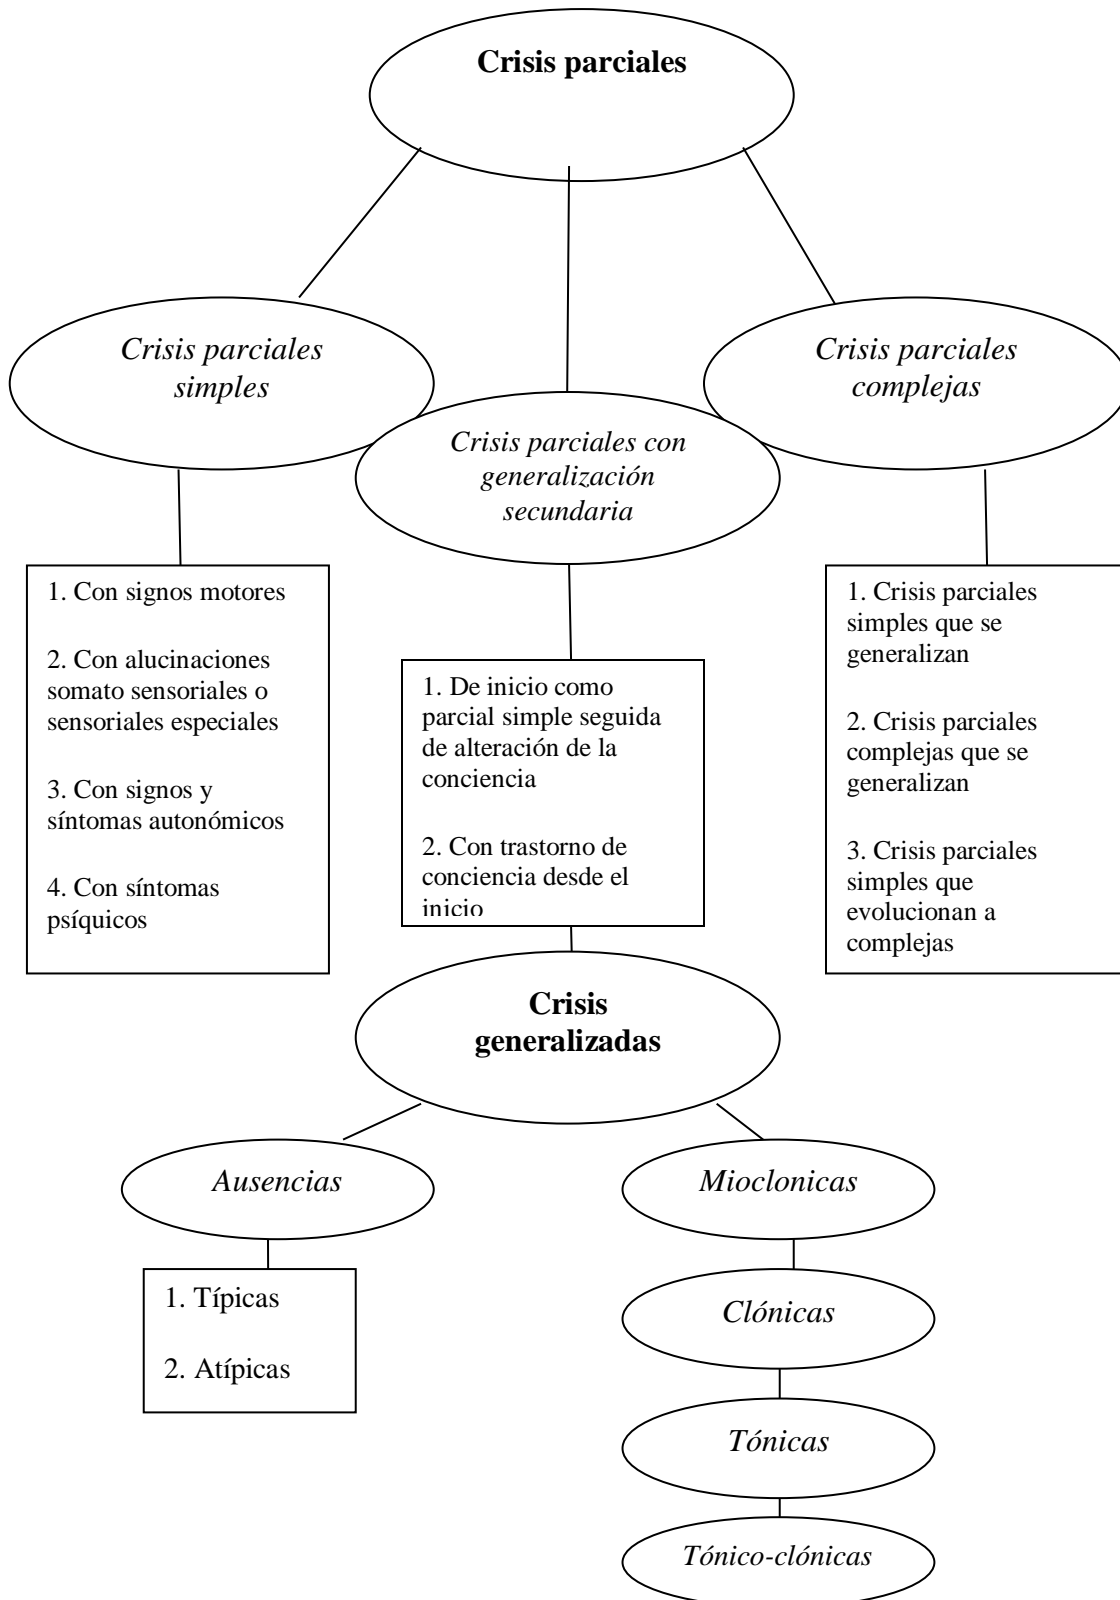 Crisis parciales
Crisis parciales
simples
Crisis parciales con
generalización
secundaria
Crisis parciales
complejas
1. Con signos motores
2. Con alucinaciones
somato sensoriales o
sensoriales especiales
3. Con signos y
síntomas autonómicos
4. Con síntomas
psíquicos
1. De inicio como
parcial simple seguida
de alteración de la
conciencia
2. Con trastorno de
conciencia desde el
inicio
1. Crisis parciales
simples que se
generalizan
2. Crisis parciales
complejas que se
generalizan
3. Crisis parciales
simples que
evolucionan a
complejas
Crisis
generalizadas
Ausencias
1. Típicas
2. Atípicas
Mioclonicas
Clónicas
Tónicas
Tónico-clónicas